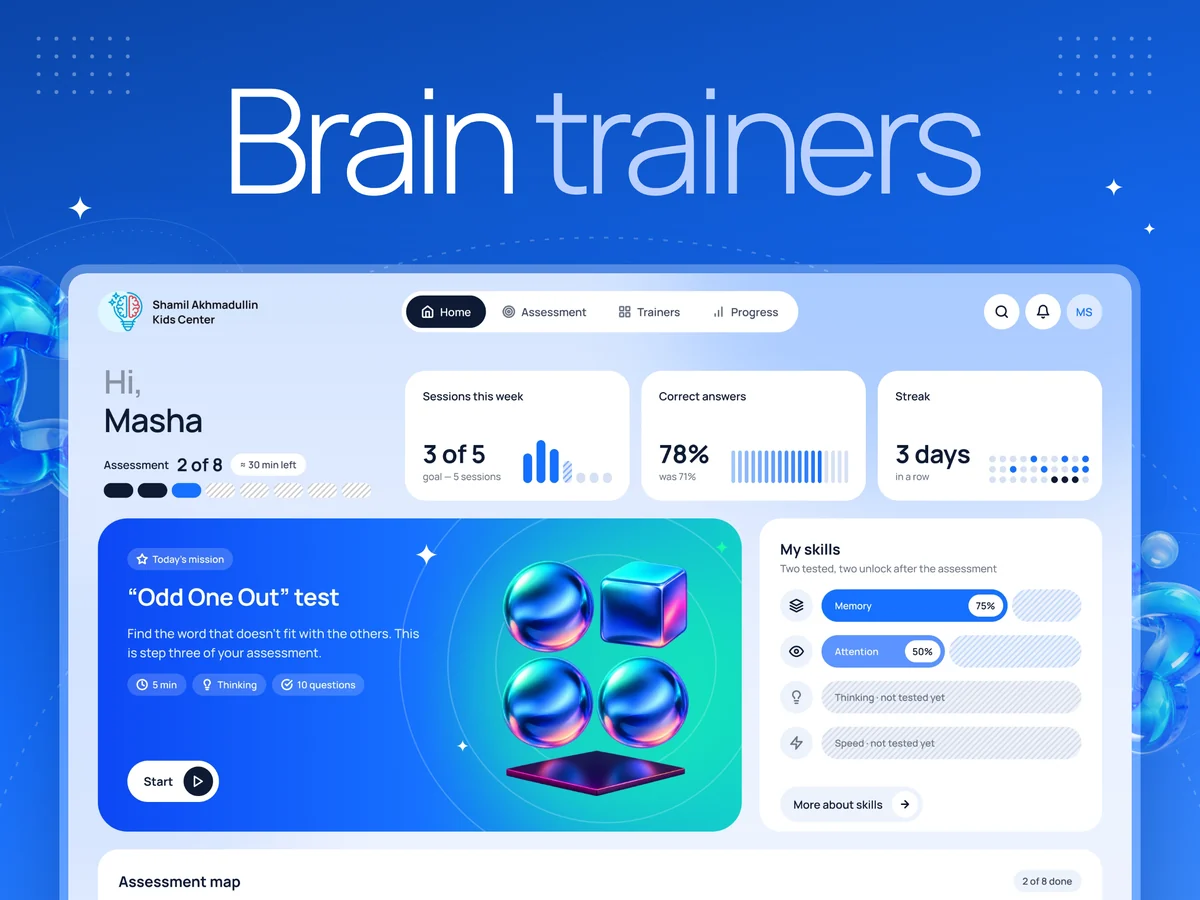 Brain trainers
Shamil Akhmadullin
Kids Center
Home
Assessment
Trainers
Progress
MS
Hi,
Masha
Assessment 2 of 8 ≈ 30 min left
Sessions this week
3 of 5
goal — 5 sessions
Correct answers
78%
was 71%
Streak
3 days
in a row
Today's mission
“Odd One Out” test
Find the word that doesn't fit with the others. This
is step three of your assessment.
5 min
Thinking
10 questions
Start
My skills
Two tested, two unlock after the assessment
Memory 75%
Attention 50%
Thinking · not tested yet
Speed · not tested yet
More about skills
Assessment map
2 of 8 done